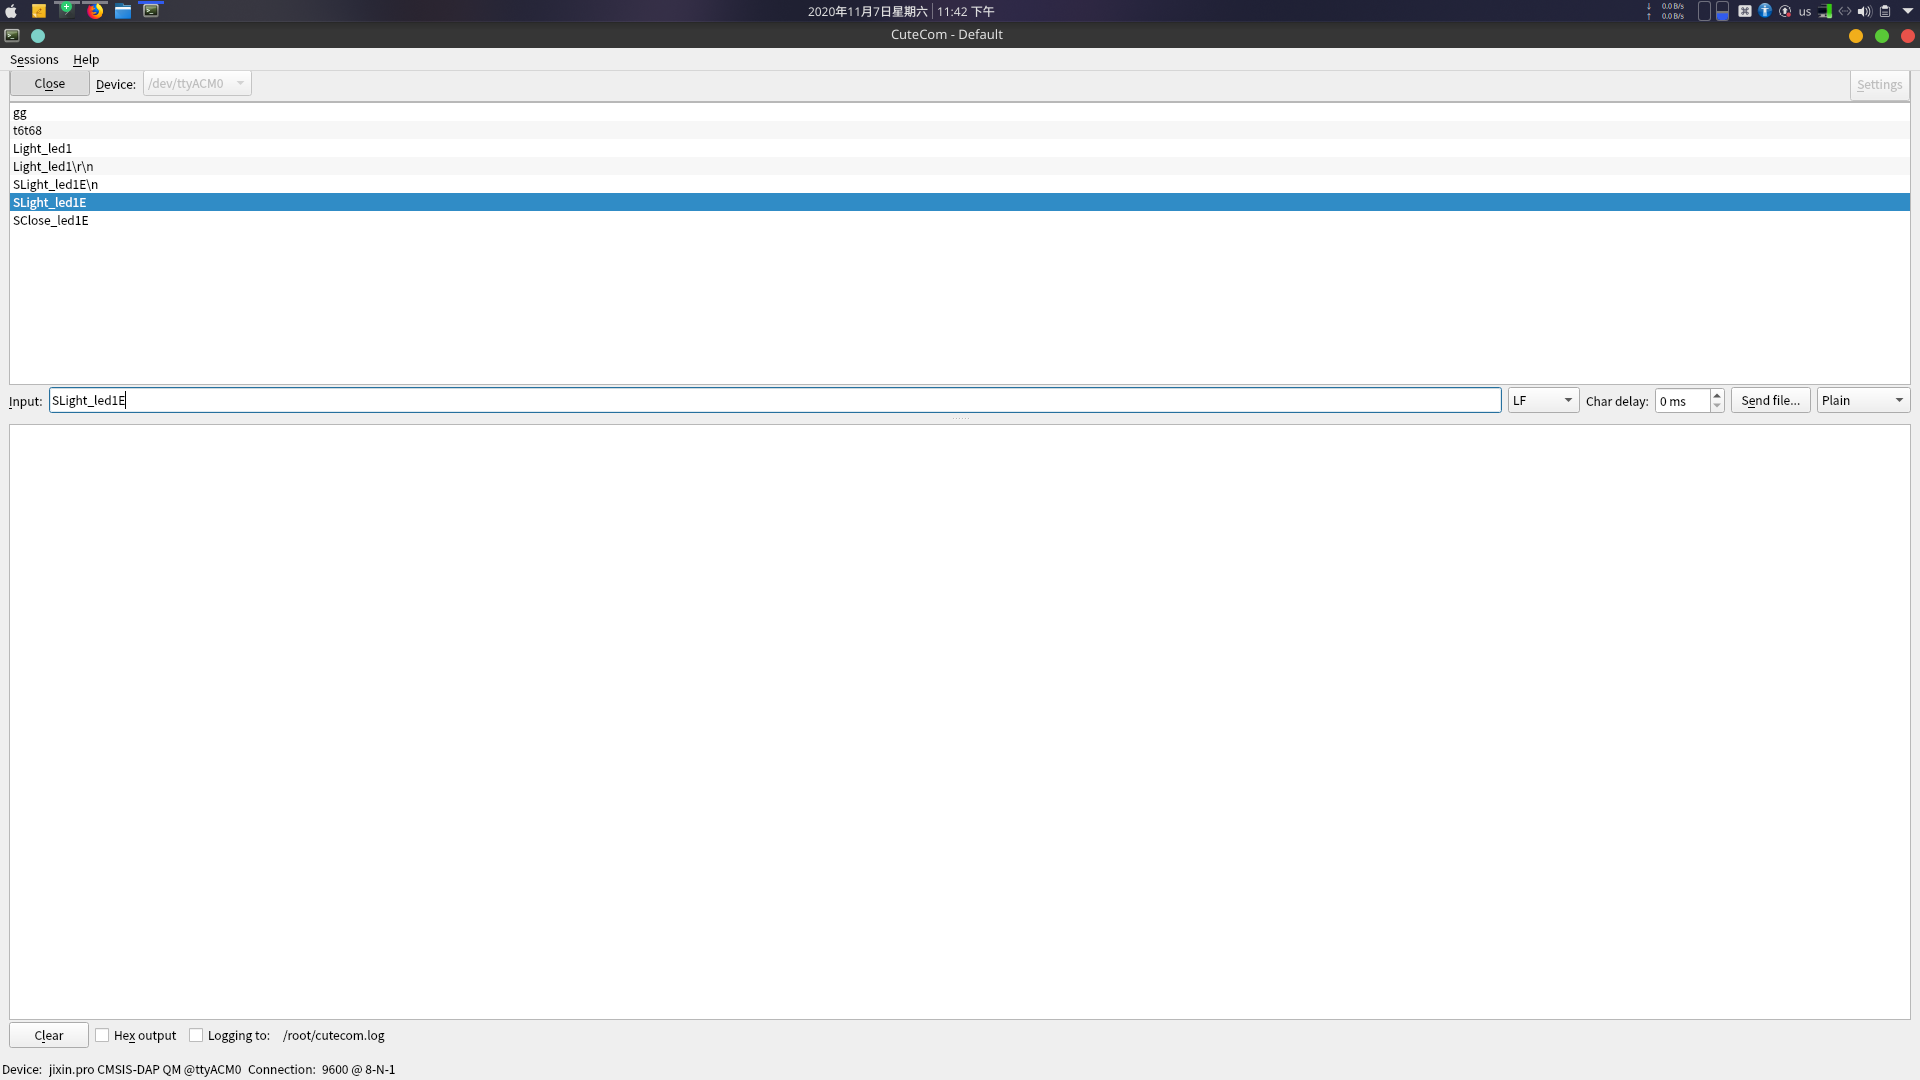 2020年11月7日星期六 11:42 下午
0.0 B/s
0.0 B/s
us
CuteCom - Default
Sessions Help
Close Device: /dev/ttyACM0 Settings
gg
t6t68
Light_led1
Light_led1\r\n
SLight_led1E\n
SLight_led1E
SClose_led1E
Input: SLight_led1E LF Char delay: 0 ms Send file... Plain
Clear Hex output Logging to: /root/cutecom.log
Device: jixin.pro CMSIS-DAP QM @ttyACM0 Connection: 9600 @ 8-N-1